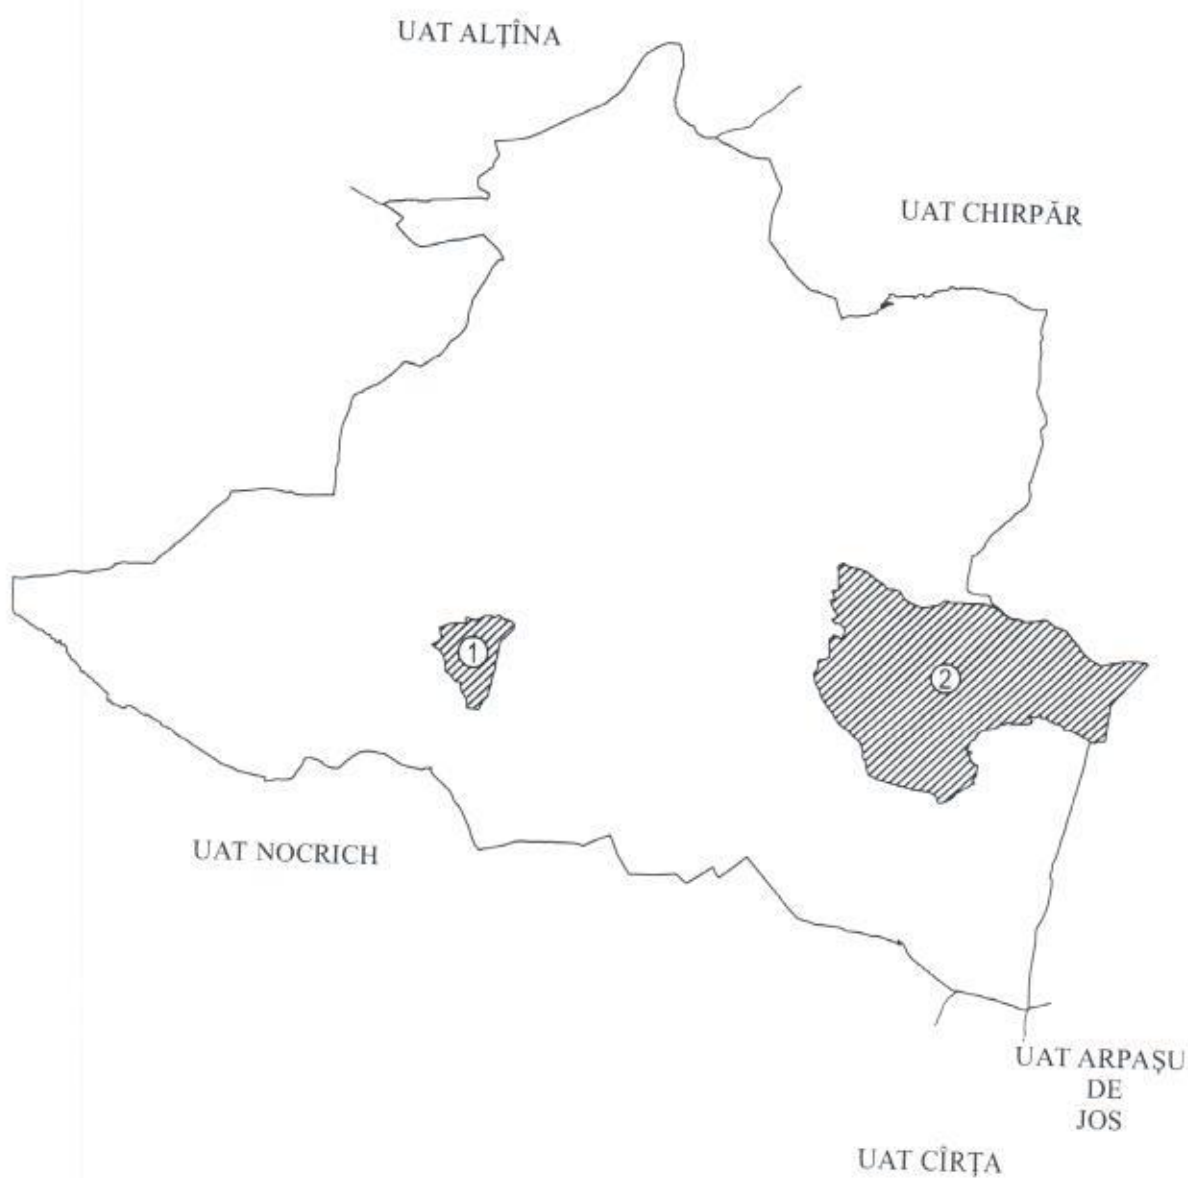 UAT ALȚÎNA
UAT CHIRPĂR
1
2
UAT NOCRICH
UAT ARPAȘU
DE
JOS
UAT CÎRȚA